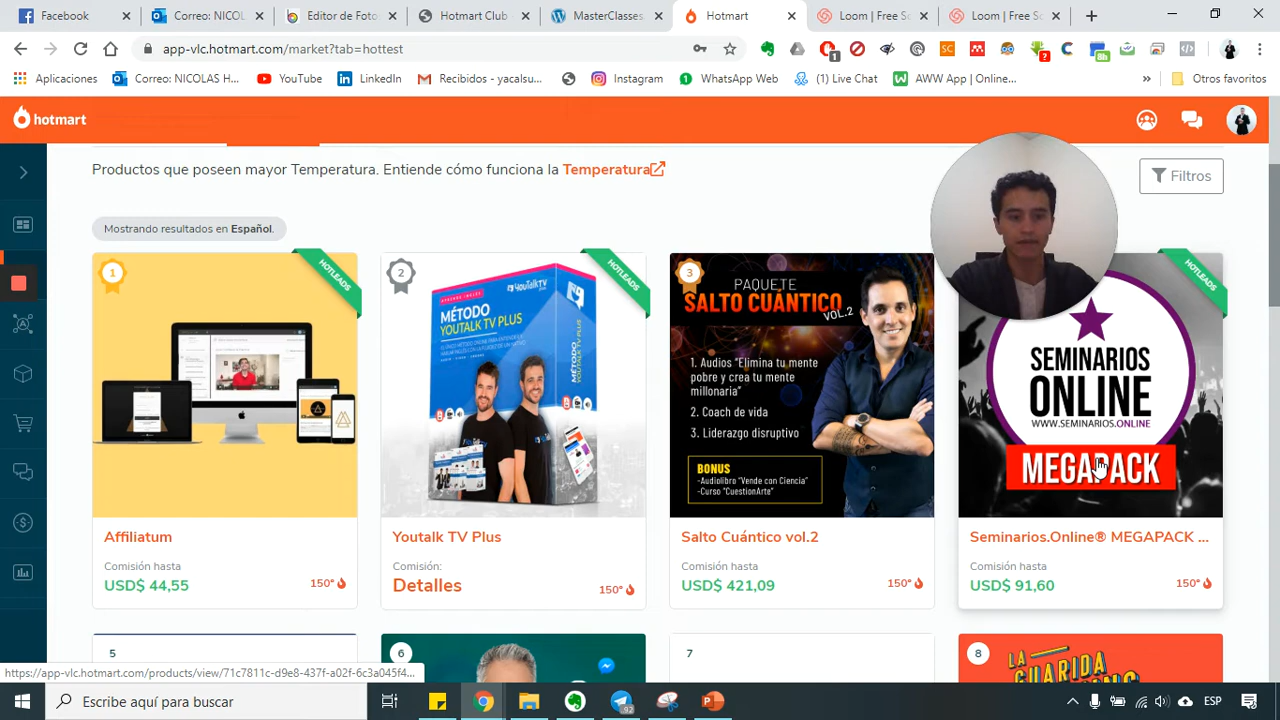 Facebook
Correo: NICOL
Editor de Foto
Hotmart Club -
MasterClasses
Hotmart
Loom | Free Sc
Loom | Free Sc
app-vlc.hotmart.com/market?tab=hottest
1
?
8h
Aplicaciones
Correo: NICOLAS H...
YouTube
LinkedIn
Recibidos - yacalsu...
Instagram
WhatsApp Web
(1) Live Chat
AWW App | Online...
»
Otros favoritos
hotmart
Productos que poseen mayor Temperatura. Entiende cómo funciona la Temperatura
Filtros
Mostrando resultados en Español.
1
HOTLEADS
2
HOTLEADS
APRENDE INGLÉS
YOUTALKTV
MÉTODO
YOUTALK TV PLUS
3
PAQUETE
SALTO CUÁNTICO
VOL.2
1. Audios "Elimina tu mente
pobre y crea tu mente
millonaria"
2. Coach de vida
3. Liderazgo disruptivo
BONUS
-Audiolibro "Vende con Ciencia"
-Curso "CuestionArte"
HOTLEADS
SEMINARIOS
ONLINE
WWW.SEMINARIOS.ONLINE
MEGAPACK
Affiliatum
Comisión hasta
USD$ 44,55
150°
Youtalk TV Plus
Comisión:
Detalles
150°
Salto Cuántico vol.2
Comisión hasta
USD$ 421,09
150°
Seminarios.Online® MEGAPACK ...
Comisión hasta
USD$ 91,60
150°
5
6
7
8
LA
GUARIDA
https://app-vlc.hotmart.com/products/view/71c7811c-d9e8-437f-a02f-6c3a045f4...
Escribe aquí para buscar
92
ESP